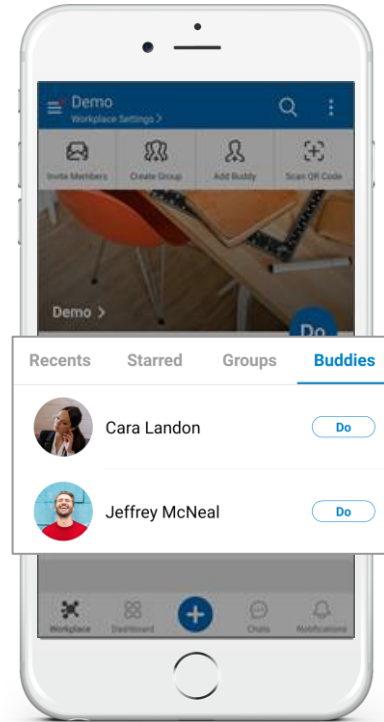 Demo
Workplace Settings >
Invite Members Create Group Add Buddy Scan QR Code
Demo >
Do
Recents Starred Groups Buddies
Cara Landon Do
Jeffrey McNeal Do
Workplace Dashboard Chats Notifications